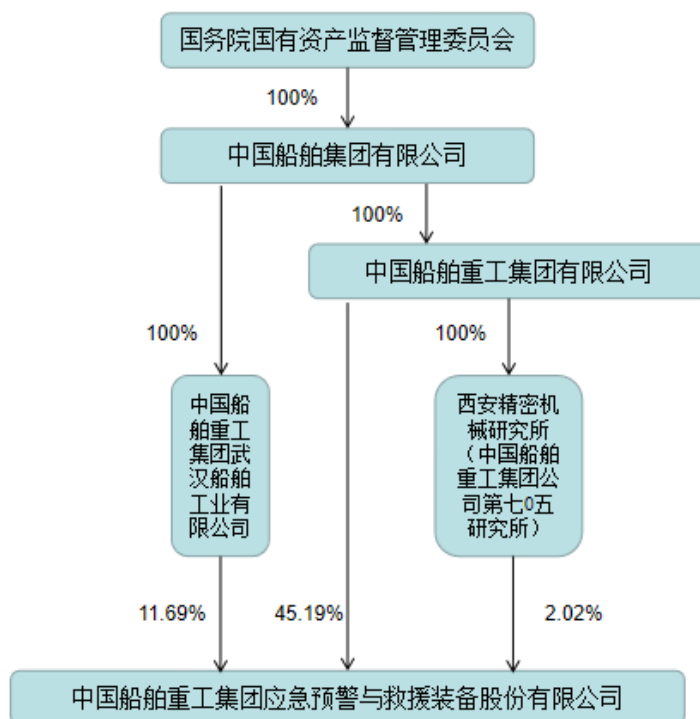 国务院国有资产监督管理委员会
100%
中国船舶集团有限公司
100%
中国船舶重工集团有限公司
100%
100%
中国船
舶重工
集团武
汉船舶
工业有
限公司
西安精密机
械研究所
（中国船舶
重工集团公
司第七0五
研究所）
11.69%
45.19%
2.02%
中国船舶重工集团应急预警与救援装备股份有限公司